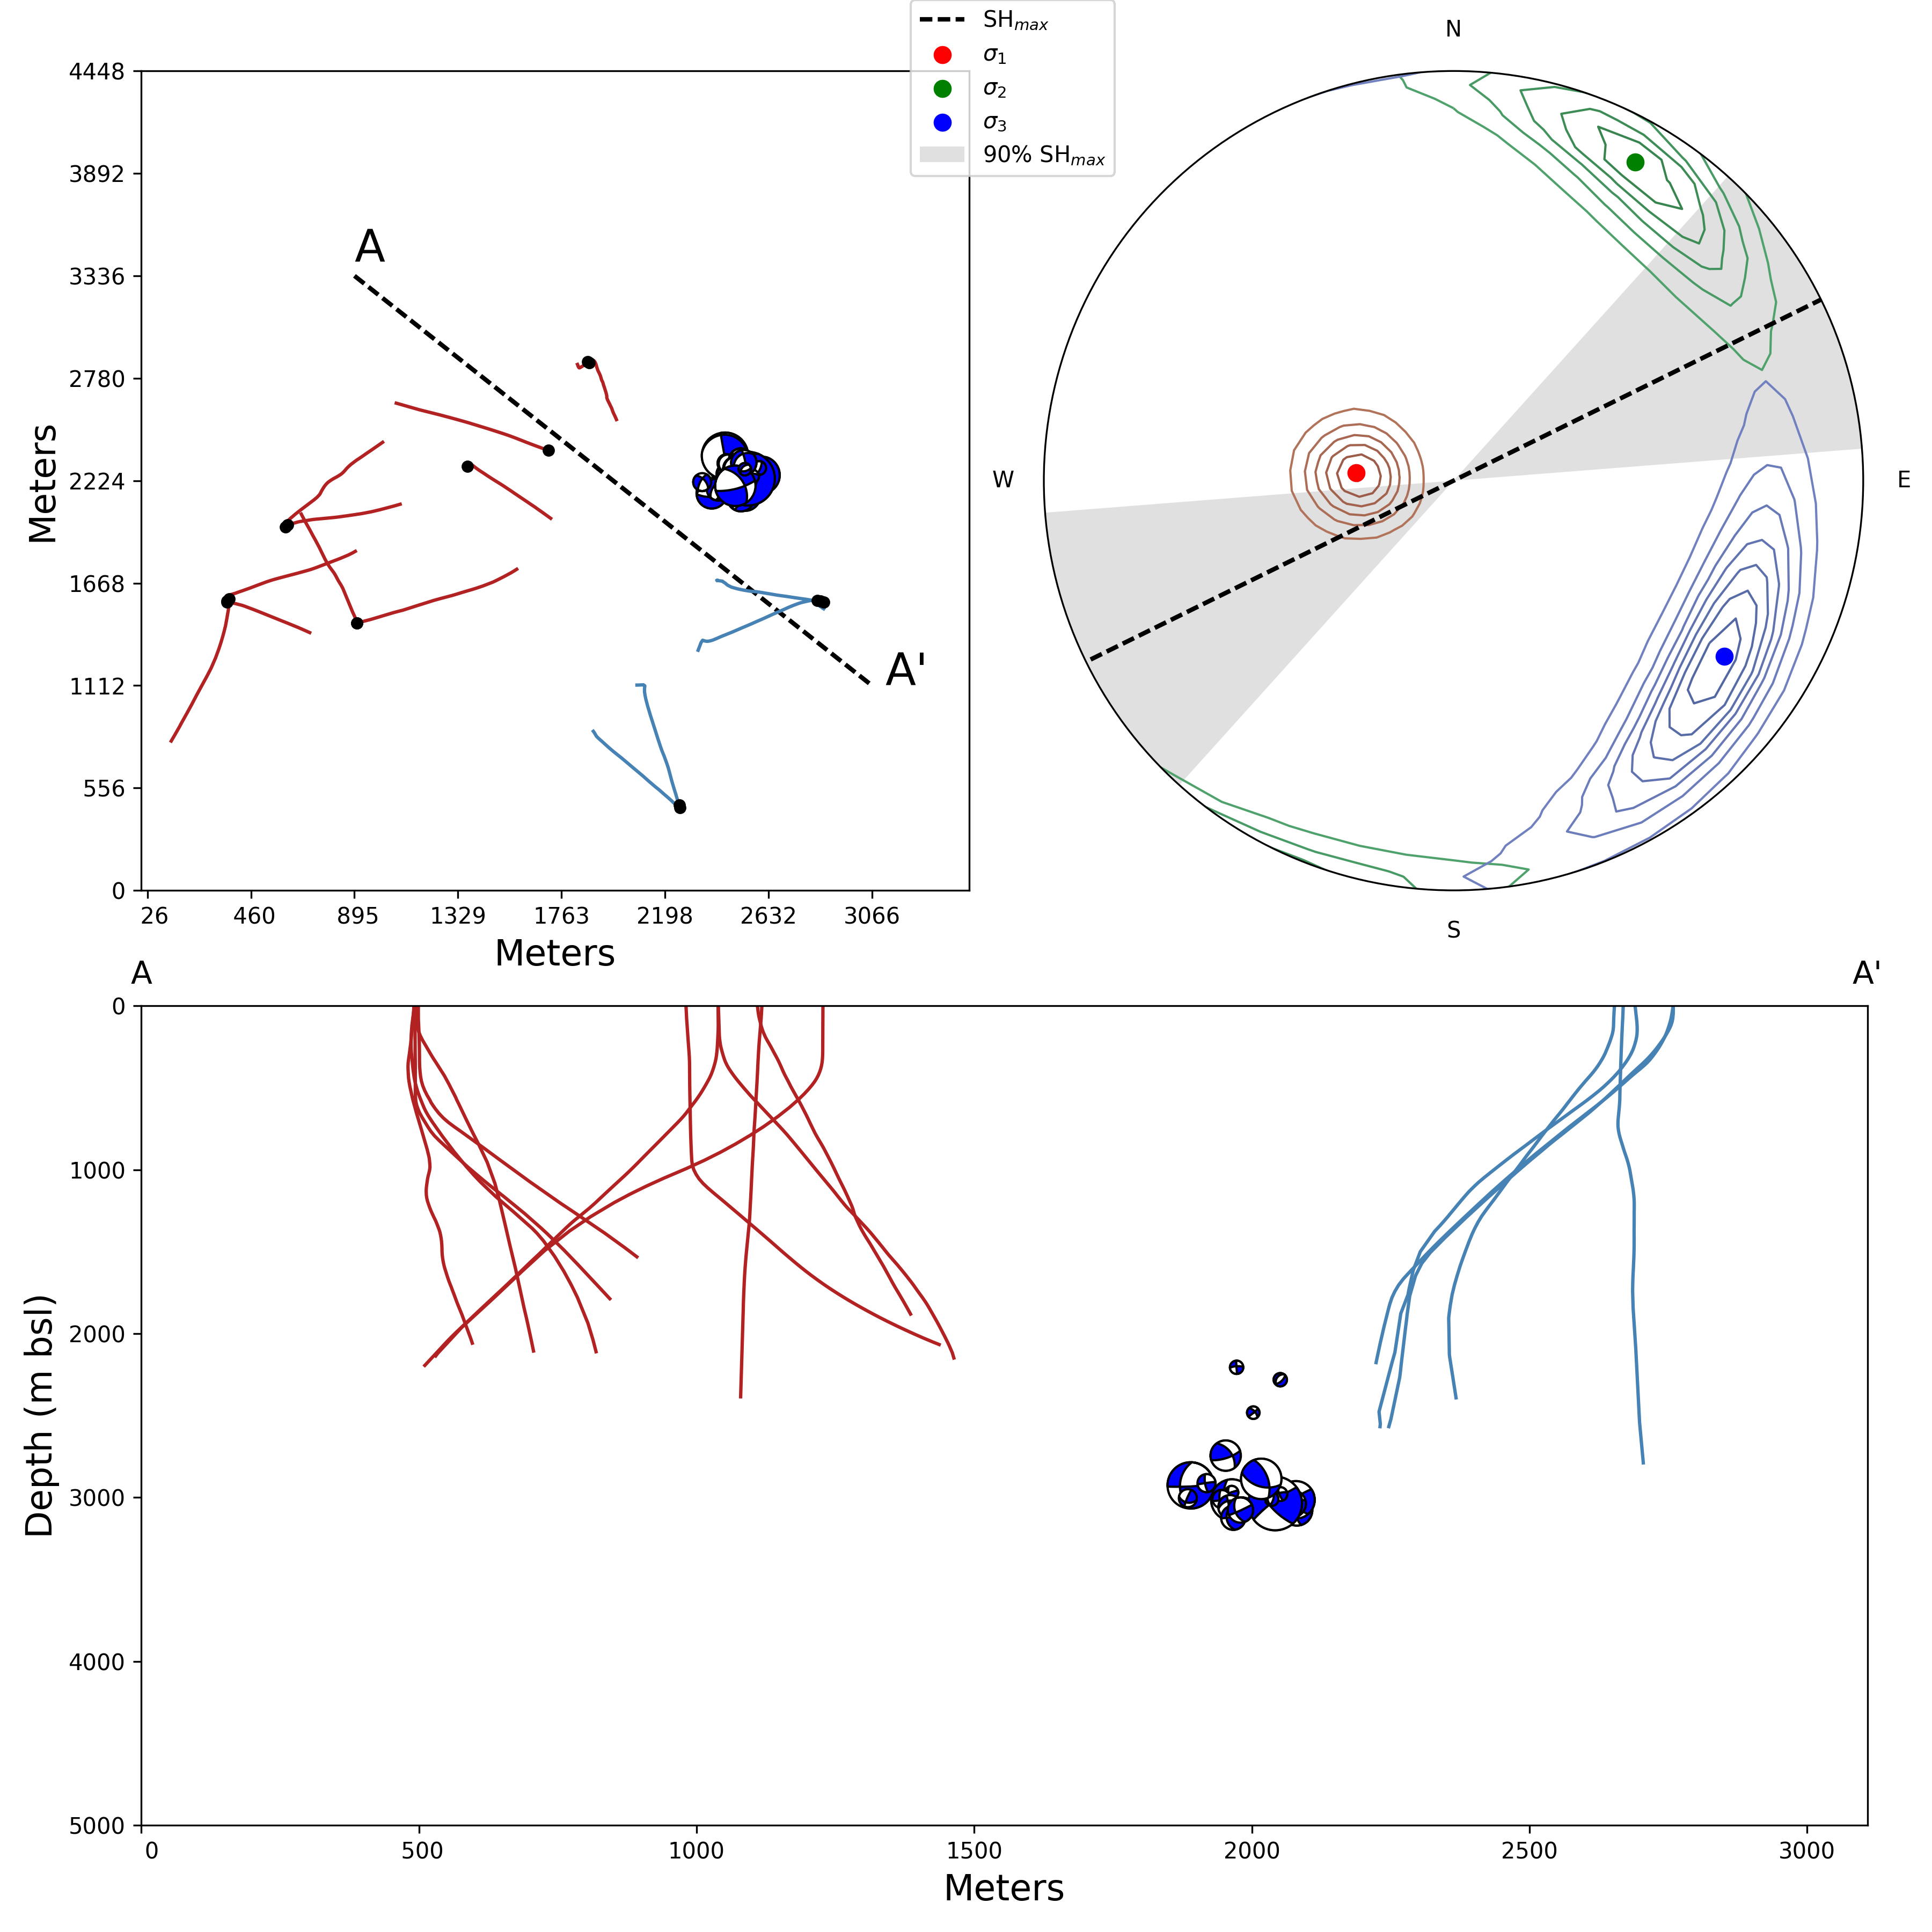 SHmax
σ1
σ2
σ3
90% SHmax
4448
3892
3336
2780
2224
1668
1112
556
0
Meters
A
A'
26 460 895 1329 1763 2198 2632 3066
Meters
N
W
E
S
A
A'
0
1000
2000
3000
4000
5000
Depth (m bsl)
0 500 1000 1500 2000 2500 3000
Meters